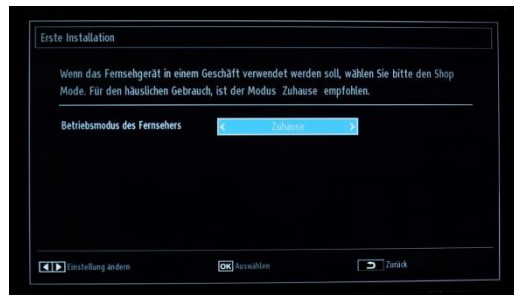 Erste Installation
Wenn das Fernsehgerät in einem Geschäft verwendet werden soll, wählen Sie bitte den Shop
Mode. Für den häuslichen Gebrauch, ist der Modus Zuhause empfohlen.
Betriebsmodus des Fernsehers
Zuhause
Einstellung ändern OK Auswählen Zurück